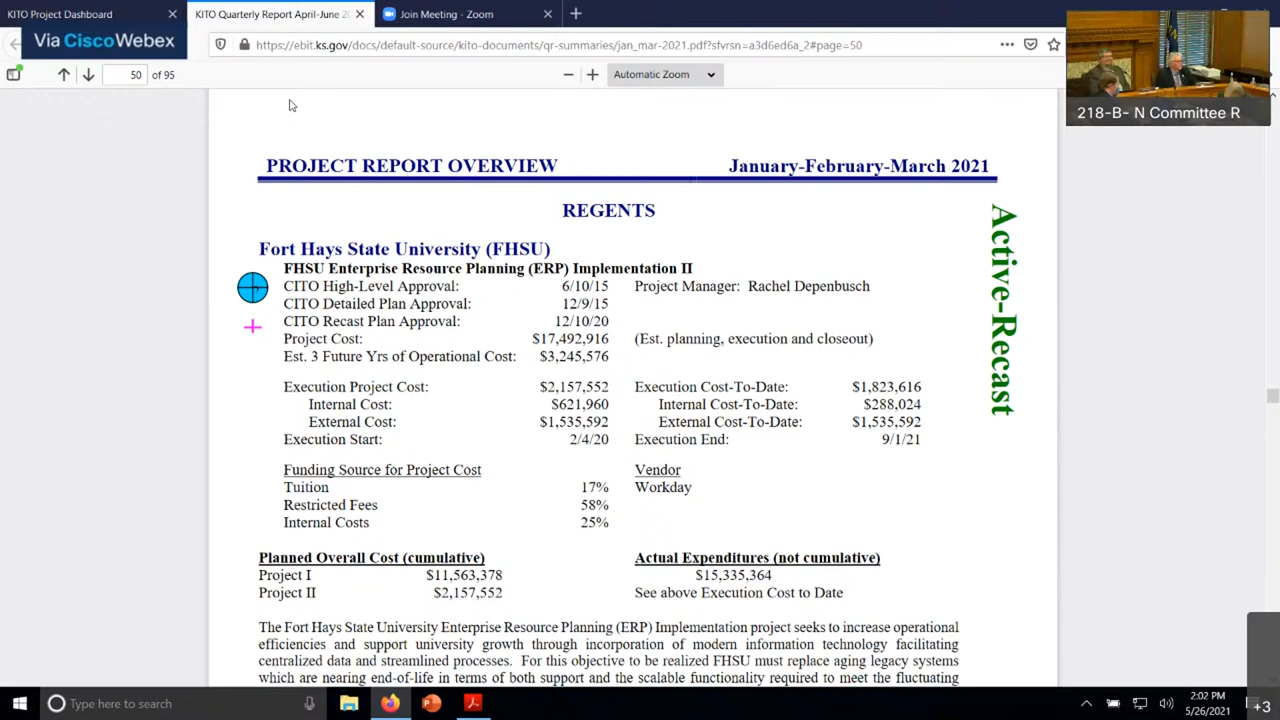 KITO Project Dashboard
KITO Quarterly Report April-June 2
Join Meeting - Zoom
Via CiscoWebex
https://ebit.ks.gov/docs/default-source/kito-documents/qr-summaries/jan_mar-2021.pdf?sfvrsn=a3d6ed6a_2#page=50
50 of 95
Automatic Zoom
218-B- N Committee R
PROJECT REPORT OVERVIEW January-February-March 2021
REGENTS
Active-Recast
Fort Hays State University (FHSU)
FHSU Enterprise Resource Planning (ERP) Implementation II
CITO High-Level Approval: 6/10/15 Project Manager: Rachel Depenbusch
CITO Detailed Plan Approval: 12/9/15
CITO Recast Plan Approval: 12/10/20
Project Cost: $17,492,916 (Est. planning, execution and closeout)
Est. 3 Future Yrs of Operational Cost: $3,245,576
Execution Project Cost: $2,157,552 Execution Cost-To-Date: $1,823,616
Internal Cost: $621,960 Internal Cost-To-Date: $288,024
External Cost: $1,535,592 External Cost-To-Date: $1,535,592
Execution Start: 2/4/20 Execution End: 9/1/21
Funding Source for Project Cost Vendor
Tuition 17% Workday
Restricted Fees 58%
Internal Costs 25%
Planned Overall Cost (cumulative) Actual Expenditures (not cumulative)
Project I $11,563,378 $15,335,364
Project II $2,157,552 See above Execution Cost to Date
The Fort Hays State University Enterprise Resource Planning (ERP) Implementation project seeks to increase operational
efficiencies and support university growth through incorporation of modern information technology facilitating
centralized data and streamlined processes. For this objective to be realized FHSU must replace aging legacy systems
which are nearing end-of-life in terms of both support and the scalable functionality required to meet the fluctuating
Type here to search
2:02 PM
5/26/2021
+3